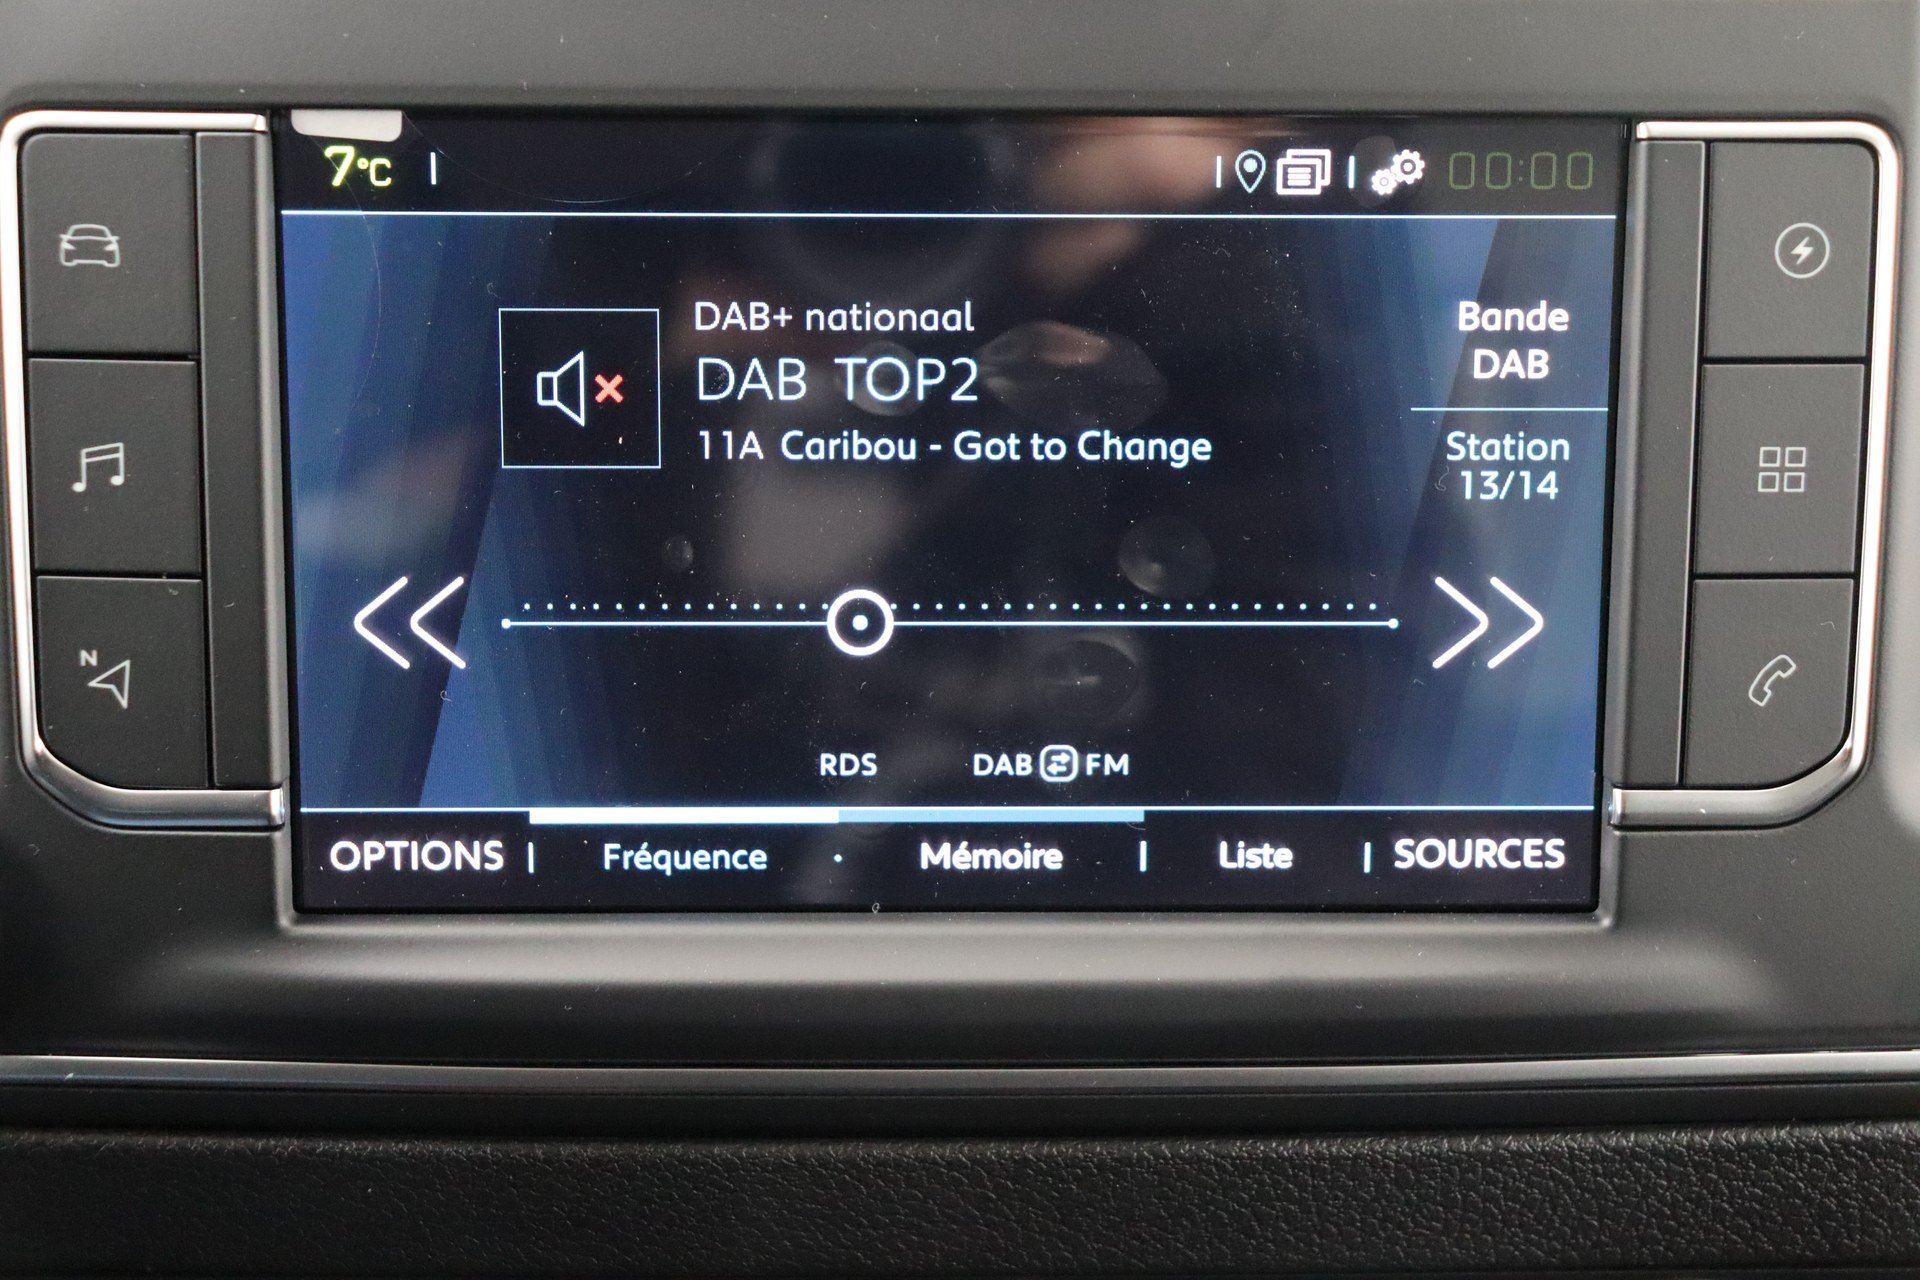 7°C
00:00
DAB+ nationaal
DAB TOP2
11A Caribou - Got to Change
Bande
DAB
Station
13/14
N
RDS DAB FM
OPTIONS Fréquence Mémoire Liste SOURCES